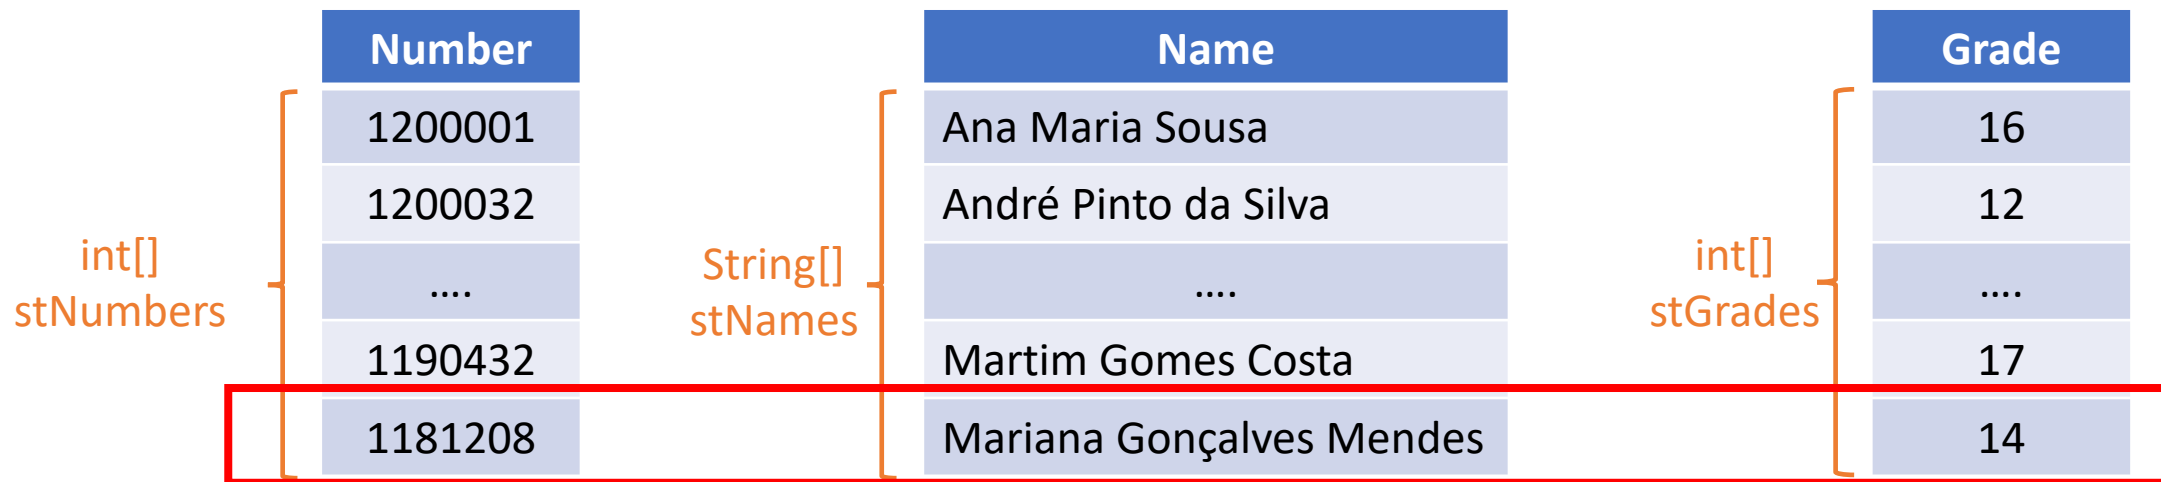 Number Name Grade
1200001 Ana Maria Sousa 16
1200032 André Pinto da Silva 12
int[] stNumbers
String[] stNames
int[] stGrades
.... .... ....
1190432 Martim Gomes Costa 17
1181208 Mariana Gonçalves Mendes 14